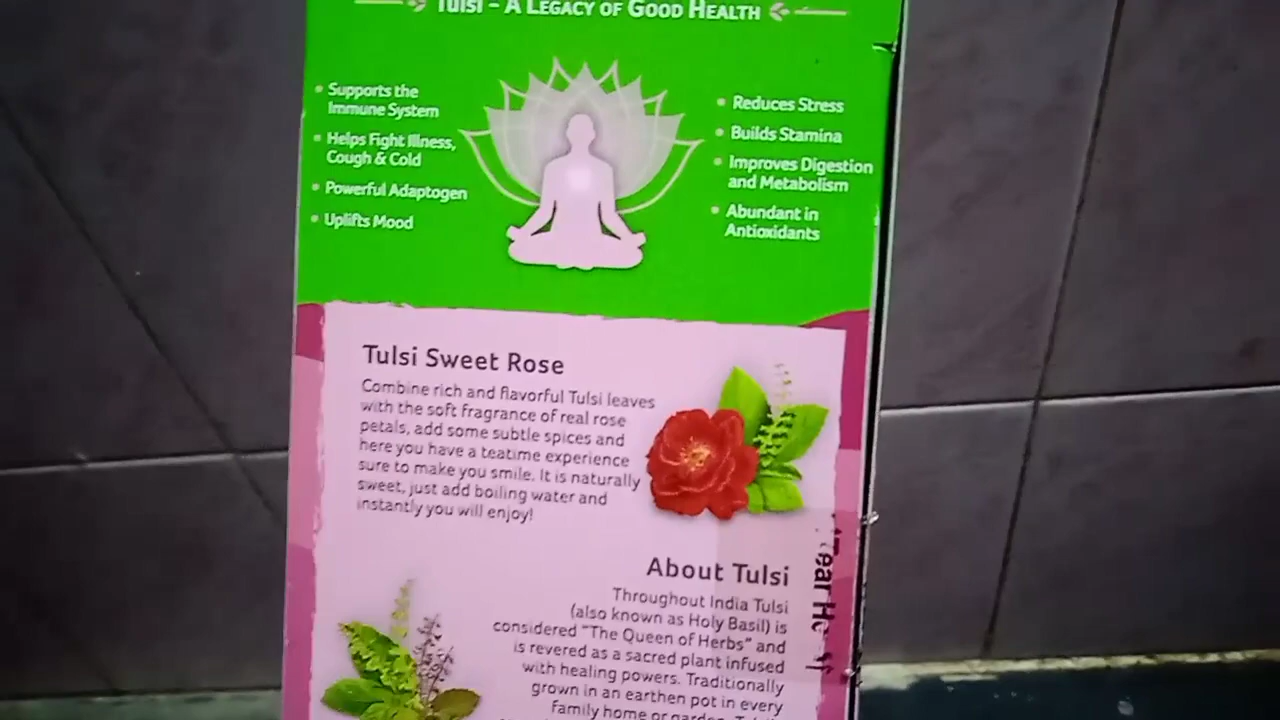 Tulsi – A Legacy of Good Health
• Supports the
Immune System
• Helps Fight Illness,
Cough & Cold
• Powerful Adaptogen
• Uplifts Mood
• Reduces Stress
• Builds Stamina
• Improves Digestion
and Metabolism
• Abundant in
Antioxidants
Tulsi Sweet Rose
Combine rich and flavorful Tulsi leaves
with the soft fragrance of real rose
petals, add some subtle spices and
here you have a teatime experience
sure to make you smile. It is naturally
sweet, just add boiling water and
instantly you will enjoy!
About Tulsi
Throughout India Tulsi
(also known as Holy Basil) is
considered "The Queen of Herbs" and
is revered as a sacred plant infused
with healing powers. Traditionally
grown in an earthen pot in every
family home or garden,